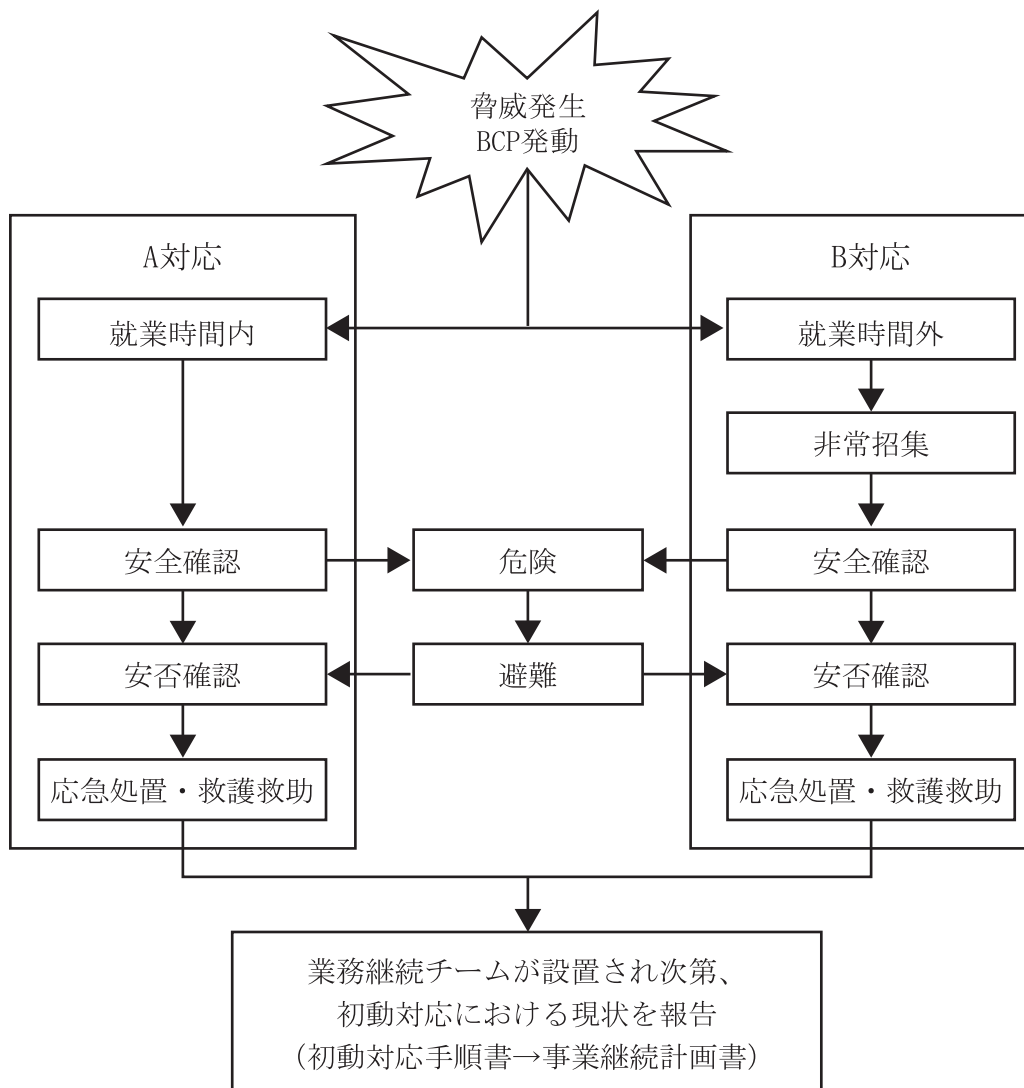 脅威発生
BCP発動
A対応
就業時間内
安全確認
安否確認
応急処置・救護救助
危険
避難
B対応
就業時間外
非常招集
安全確認
安否確認
応急処置・救護救助
業務継続チームが設置され次第、
初動対応における現状を報告
（初動対応手順書→事業継続計画書）